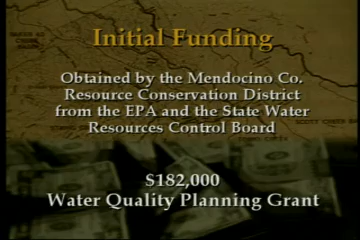 Initial Funding
Obtained by the Mendocino Co.
Resource Conservation District
from the EPA and the State Water
Resources Control Board
$182,000
Water Quality Planning Grant